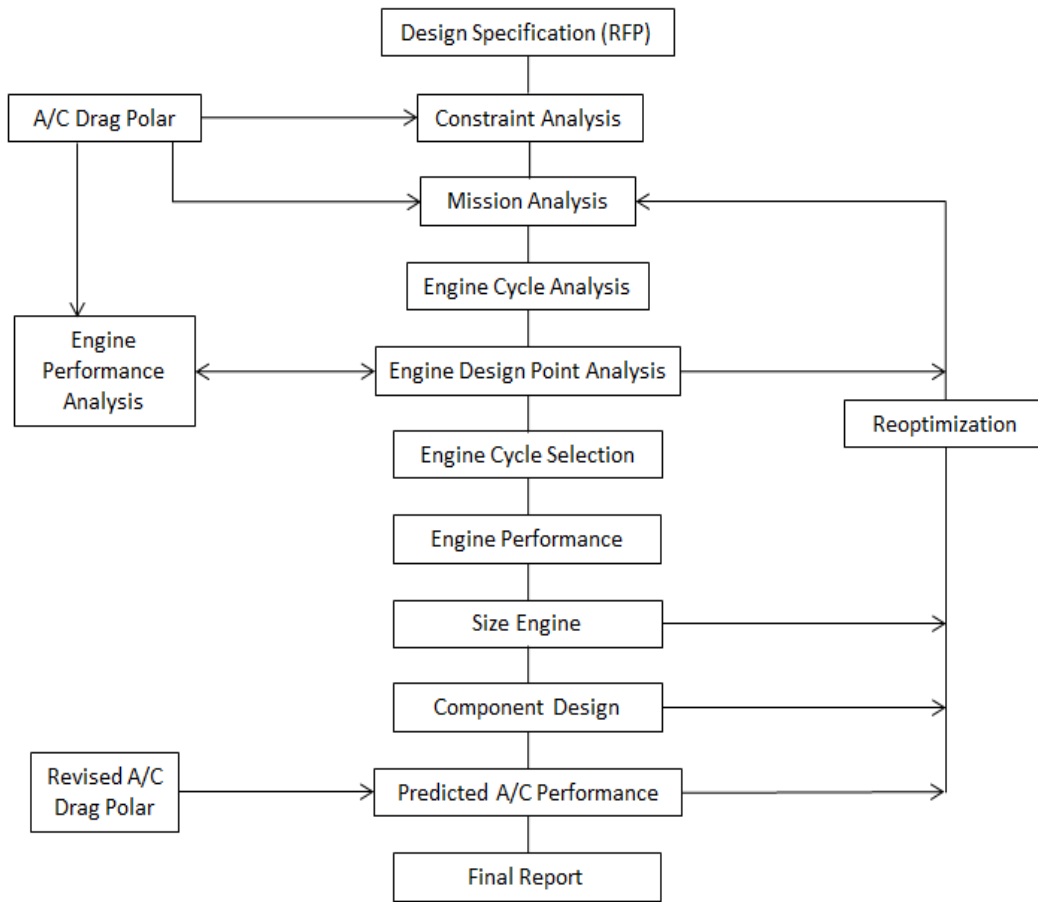 Design Specification (RFP)
A/C Drag Polar
Constraint Analysis
Mission Analysis
Engine Cycle Analysis
Engine
Performance
Analysis
Engine Design Point Analysis
Reoptimization
Engine Cycle Selection
Engine Performance
Size Engine
Component Design
Revised A/C
Drag Polar
Predicted A/C Performance
Final Report